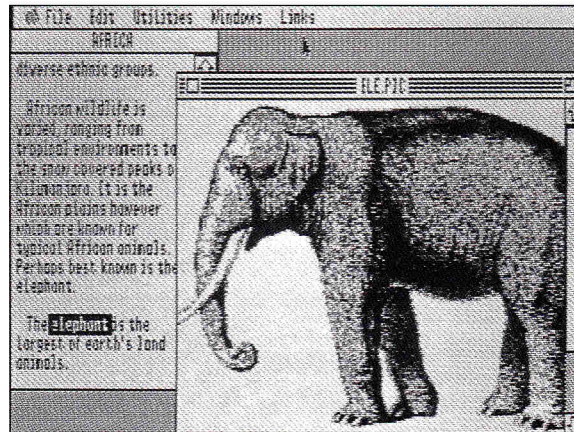 File Edit Utilities Windows Links
AFRICA
diverse ethnic groups.
African wildlife is
varied, ranging from
tropical environments to
the snow covered peaks o
Kilimanjaro. It is the
African plains however
which are known for
typical African animals.
Perhaps best known is the
elephant.
The elephant is the
largest of earth's land
animals.
ELE.PIC